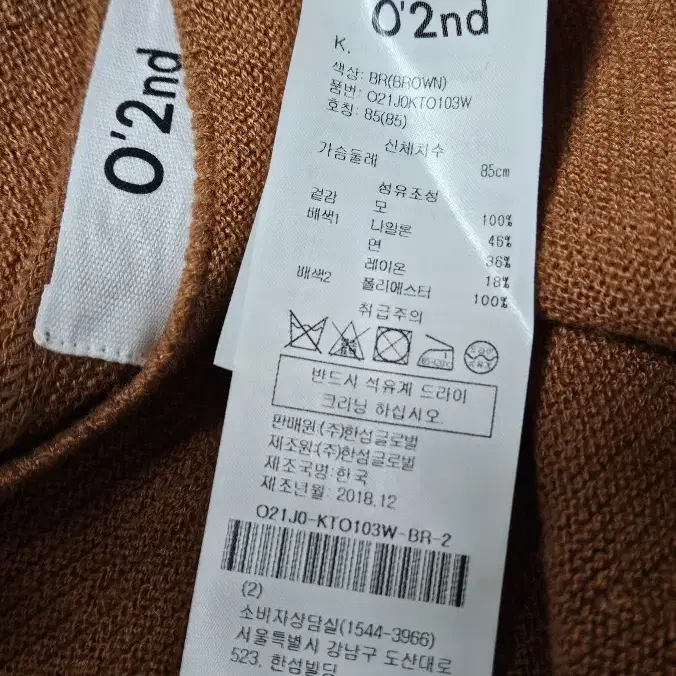 O'2nd
O'2nd
K.
색상: BR(BROWN)
품번: O21J0KTO103W
호칭: 85(85)
신체치수
가슴둘레 85cm
섬유조성
겉감 모 100%
배색1 나일론 46%
면 36%
레이온 18%
배색2 폴리에스터 100%
취급주의
반드시 석유계 드라이
크리닝 하십시오.
판매원:(주)한섬글로벌
제조원:(주)한섬글로벌
제조국명:한국
제조년월: 2018.12
O21J0-KTO103W-BR-2
(2)
소비자상담실(1544-3966)
서울특별시 강남구 도산대로
523, 한섬빌딩